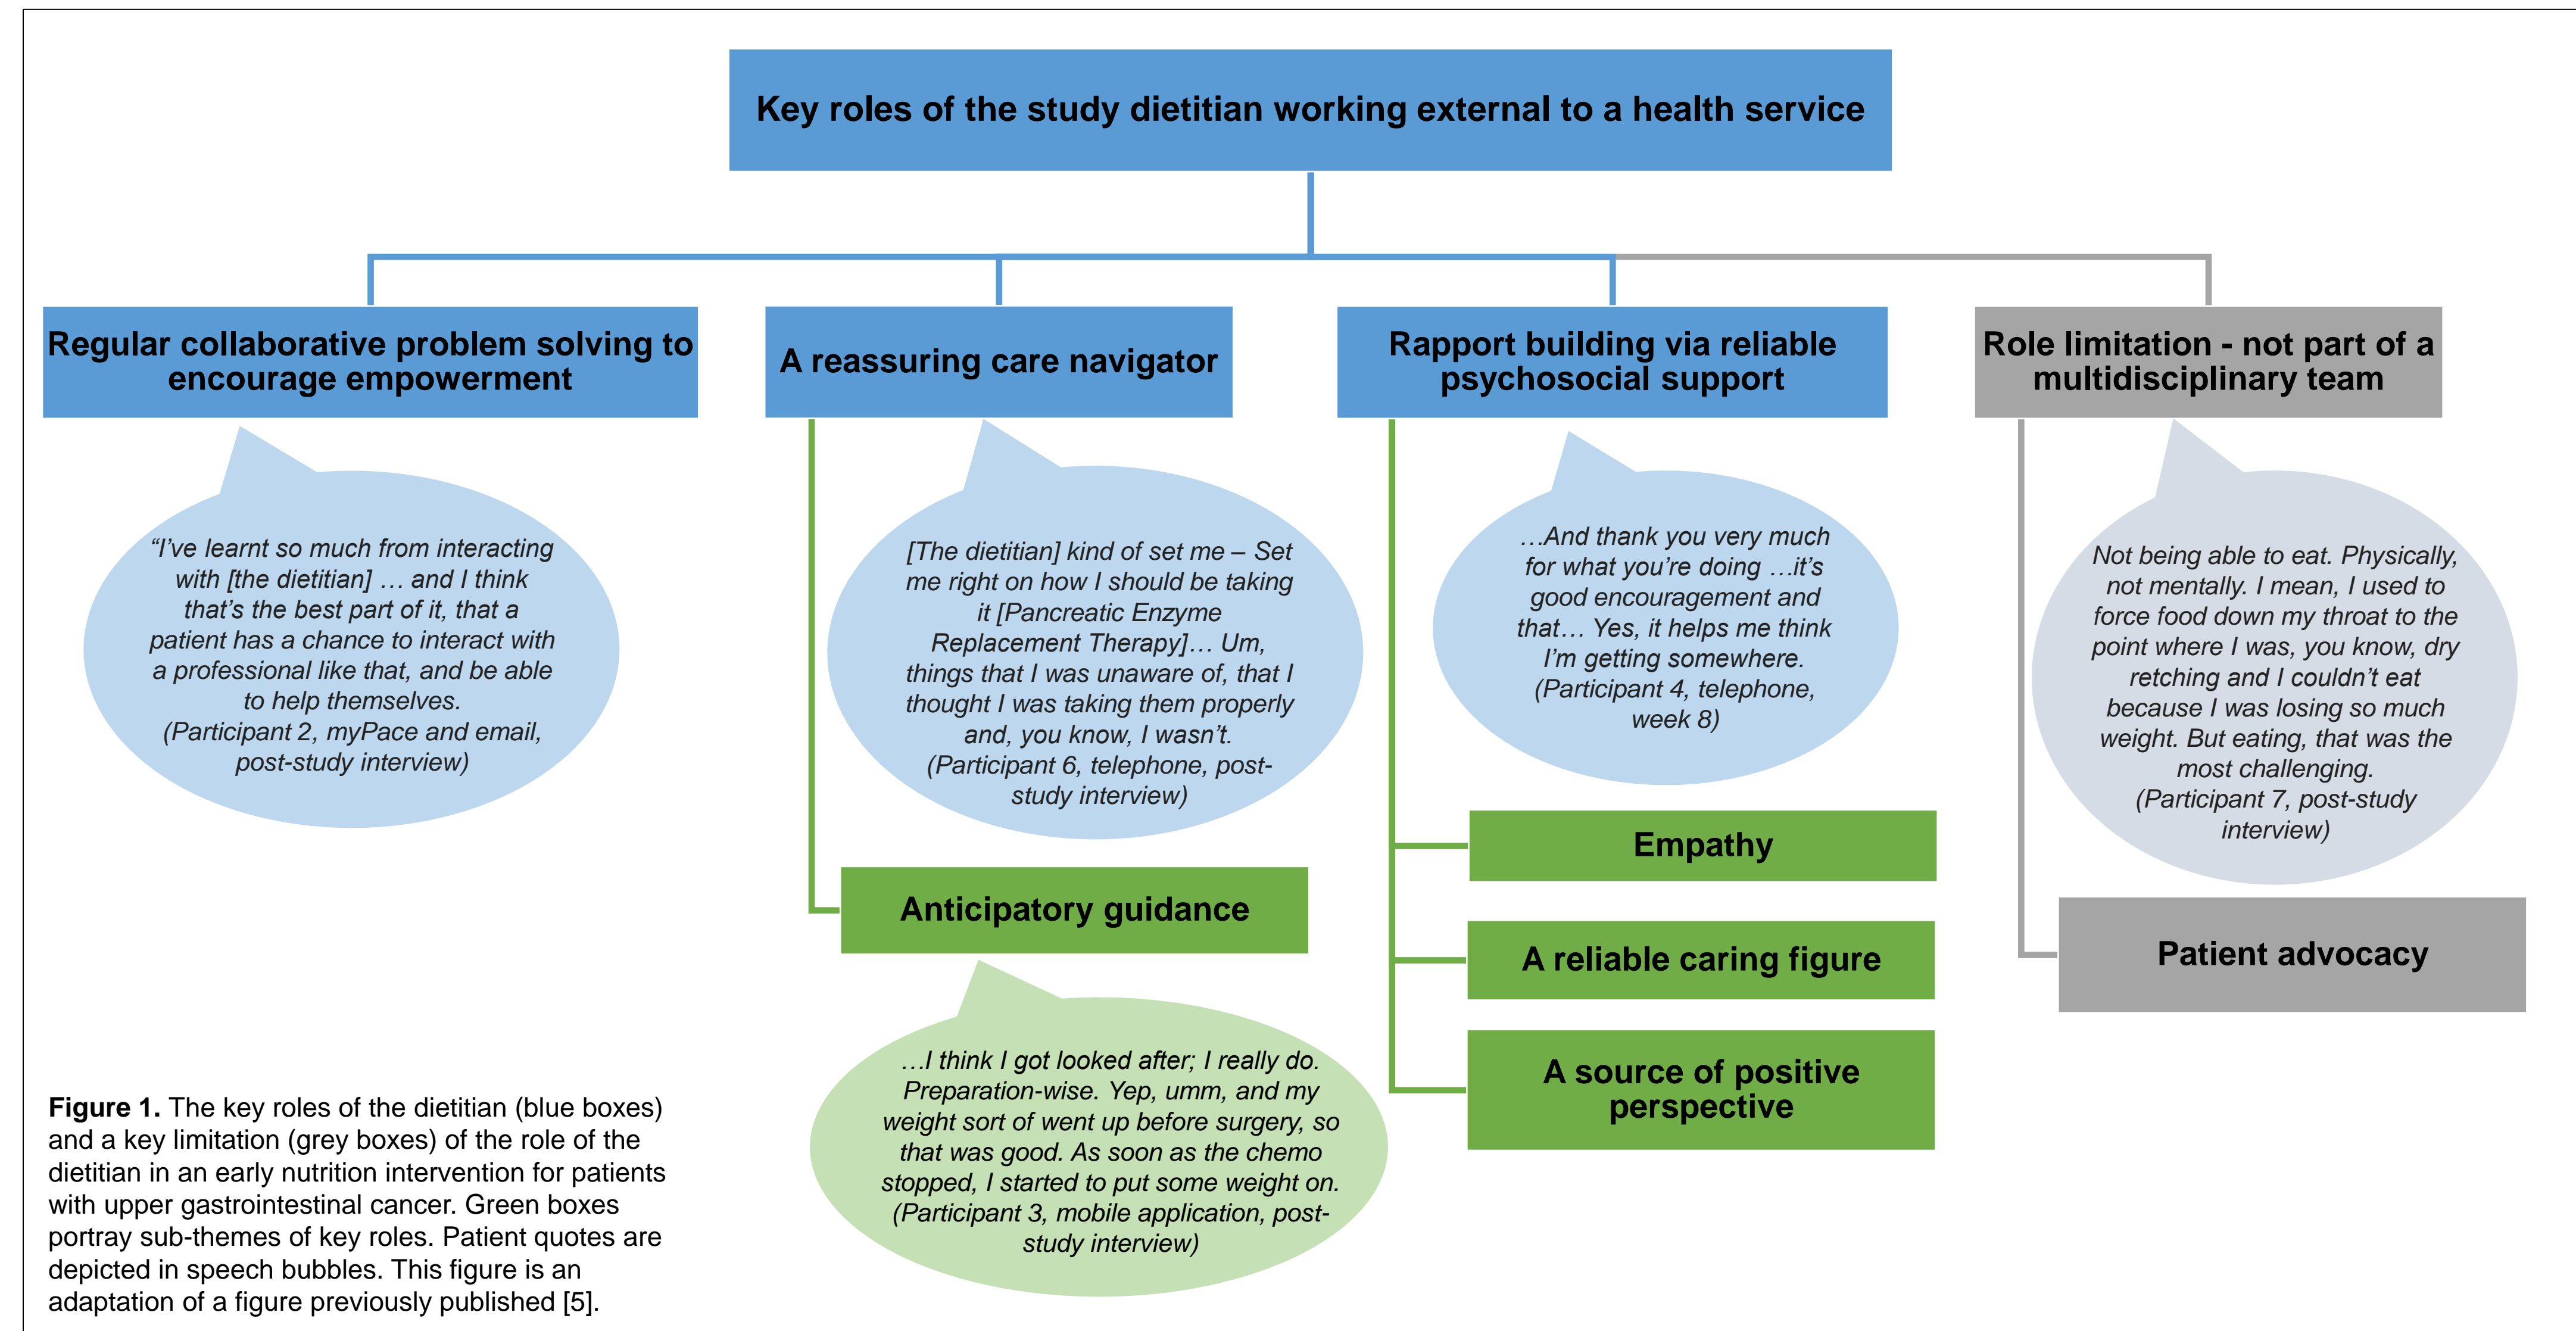 Key roles of the study dietitian working external to a health service
Regular collaborative problem solving to
encourage empowerment
A reassuring care navigator
Rapport building via reliable
psychosocial support
Role limitation - not part of a
multidisciplinary team
“I’ve learnt so much from interacting
with [the dietitian] … and I think
that’s the best part of it, that a
patient has a chance to interact with
a professional like that, and be able
to help themselves.
(Participant 2, myPace and email,
post-study interview)
[The dietitian] kind of set me – Set
me right on how I should be taking
it [Pancreatic Enzyme
Replacement Therapy]… Um,
things that I was unaware of, that I
thought I was taking them properly
and, you know, I wasn’t.
(Participant 6, telephone, post-
study interview)
…And thank you very much
for what you’re doing …it’s
good encouragement and
that… Yes, it helps me think
I’m getting somewhere.
(Participant 4, telephone,
week 8)
Not being able to eat. Physically,
not mentally. I mean, I used to
force food down my throat to the
point where I was, you know, dry
retching and I couldn’t eat
because I was losing so much
weight. But eating, that was the
most challenging.
(Participant 7, post-study
interview)
Anticipatory guidance
…I think I got looked after; I really do.
Preparation-wise. Yep, umm, and my
weight sort of went up before surgery, so
that was good. As soon as the chemo
stopped, I started to put some weight on.
(Participant 3, mobile application, post-
study interview)
Empathy
A reliable caring figure
A source of positive
perspective
Patient advocacy
Figure 1. The key roles of the dietitian (blue boxes)
and a key limitation (grey boxes) of the role of the
dietitian in an early nutrition intervention for patients
with upper gastrointestinal cancer. Green boxes
portray sub-themes of key roles. Patient quotes are
depicted in speech bubbles. This figure is an
adaptation of a figure previously published [5].